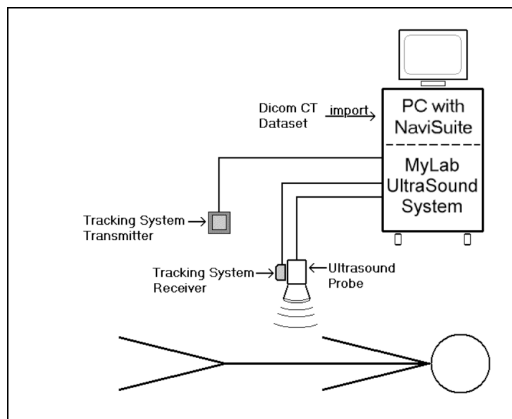 Dicom CT import
Dataset
PC with
NaviSuite
MyLab
UltraSound
System
Tracking System
Transmitter
Tracking System
Receiver
Ultrasound
Probe